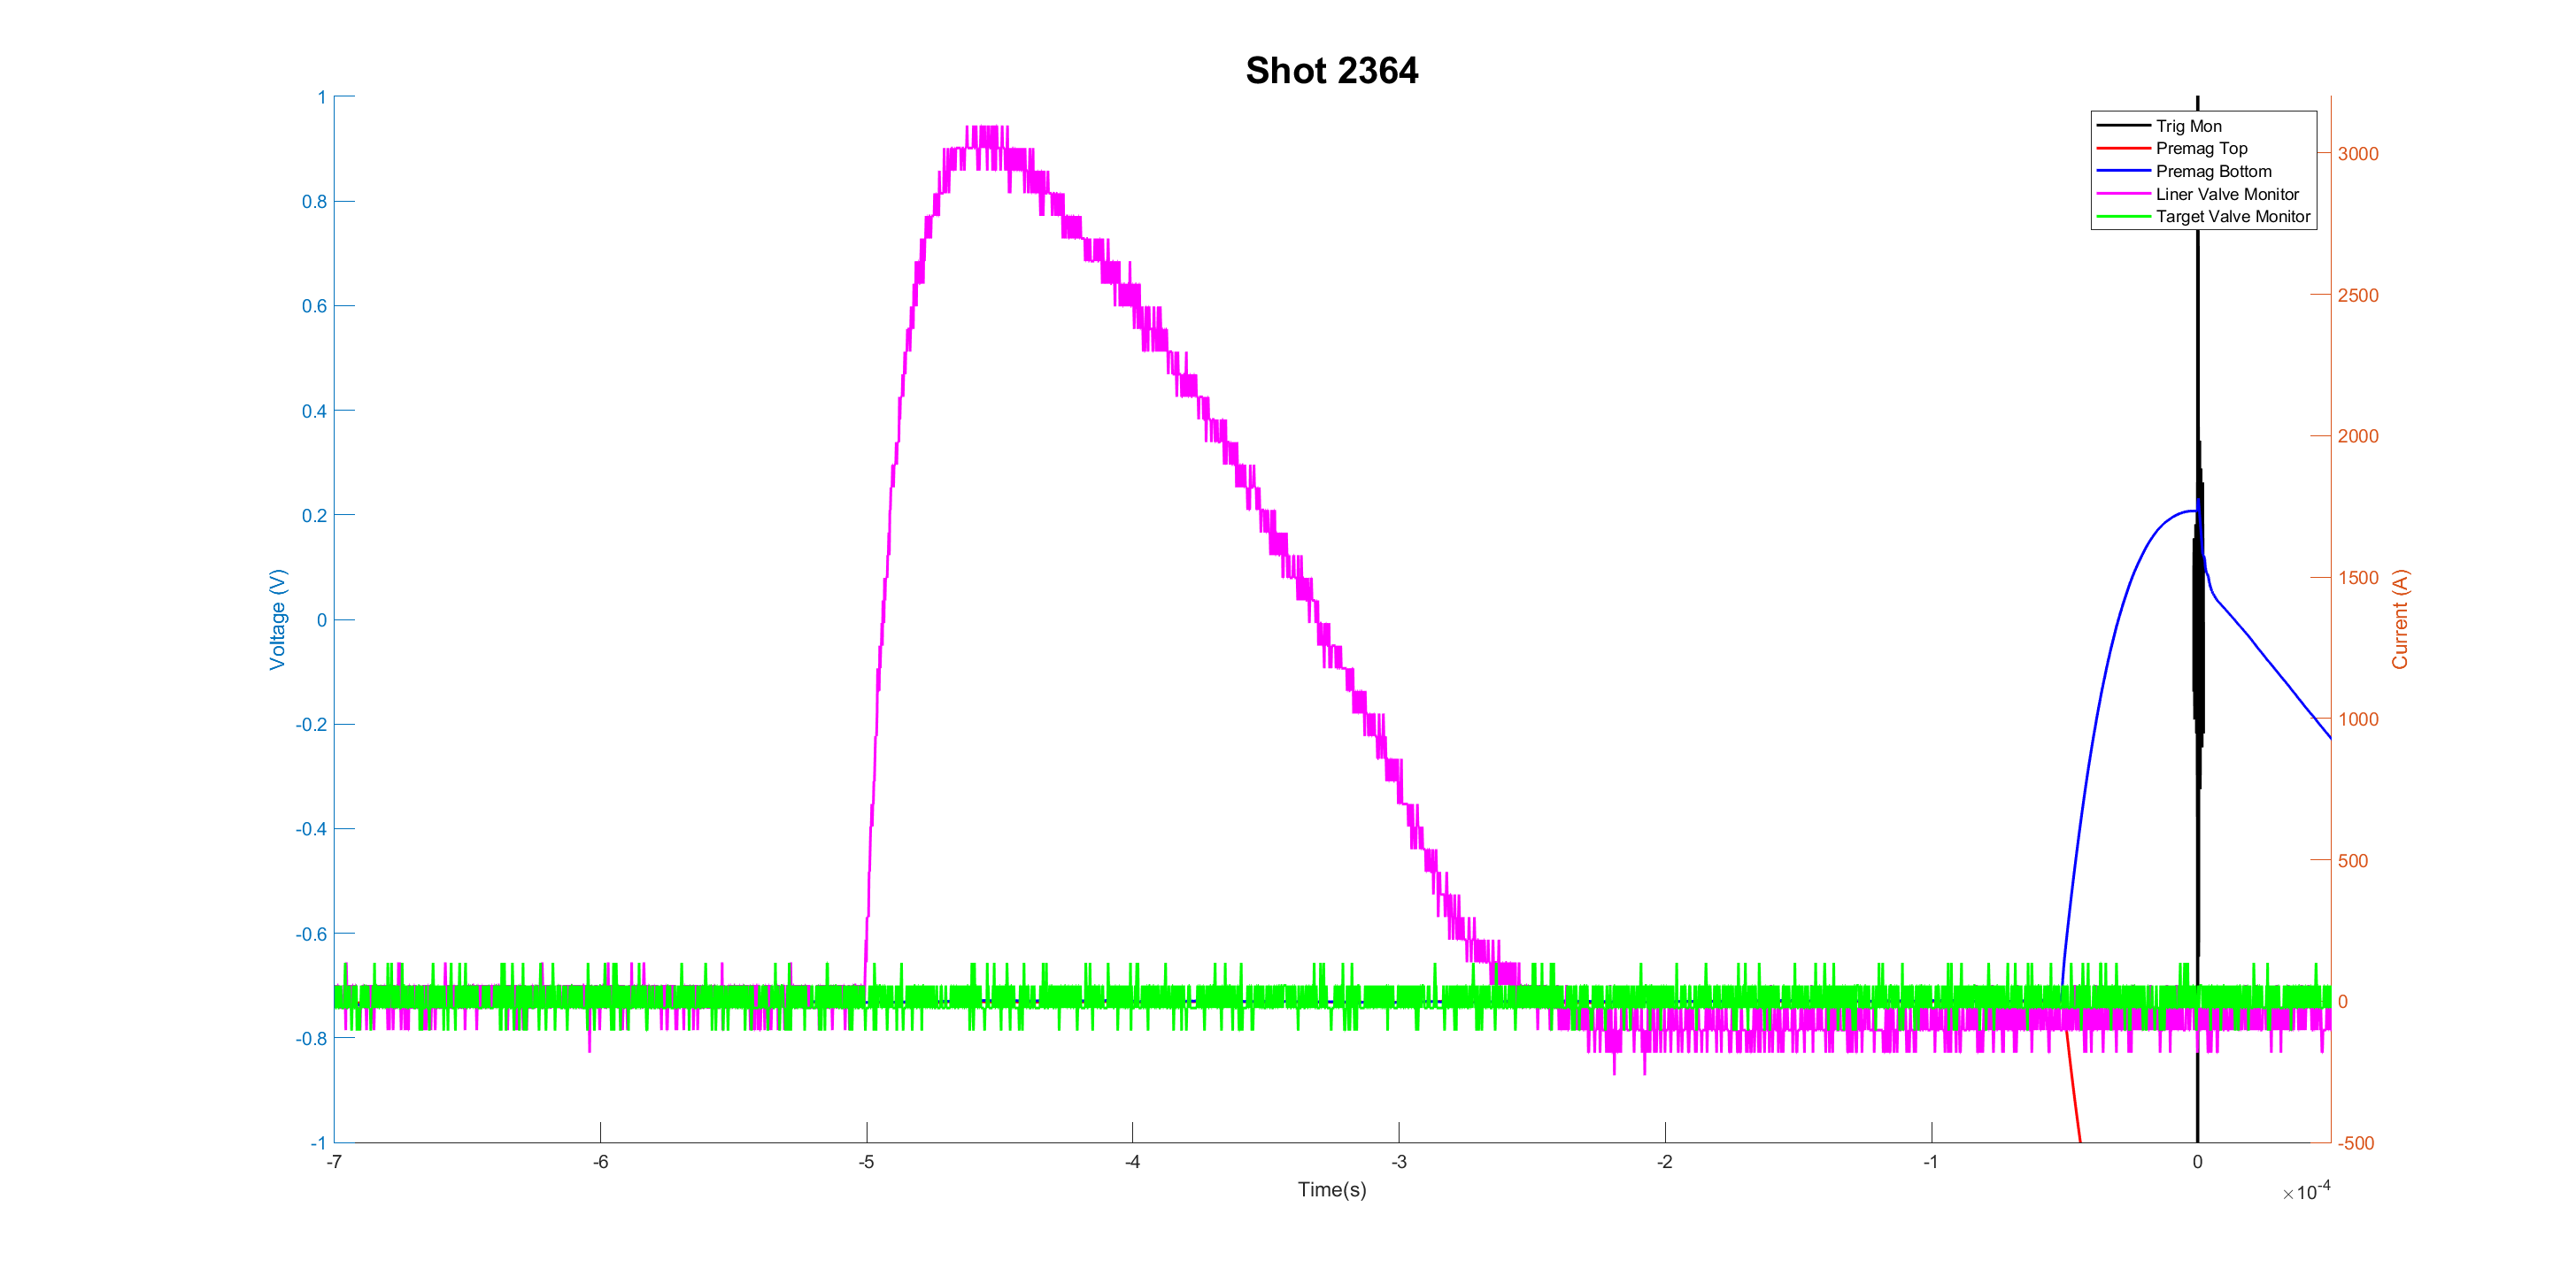 Shot 2364
1
0.8
0.6
0.4
0.2
0
-0.2
-0.4
-0.6
-0.8
-1
Voltage (V)
Trig Mon
Premag Top
Premag Bottom
Liner Valve Monitor
Target Valve Monitor
3000
2500
2000
1500
1000
500
0
-500
Current (A)
-7 -6 -5 -4 -3 -2 -1 0
Time(s)
×10-4